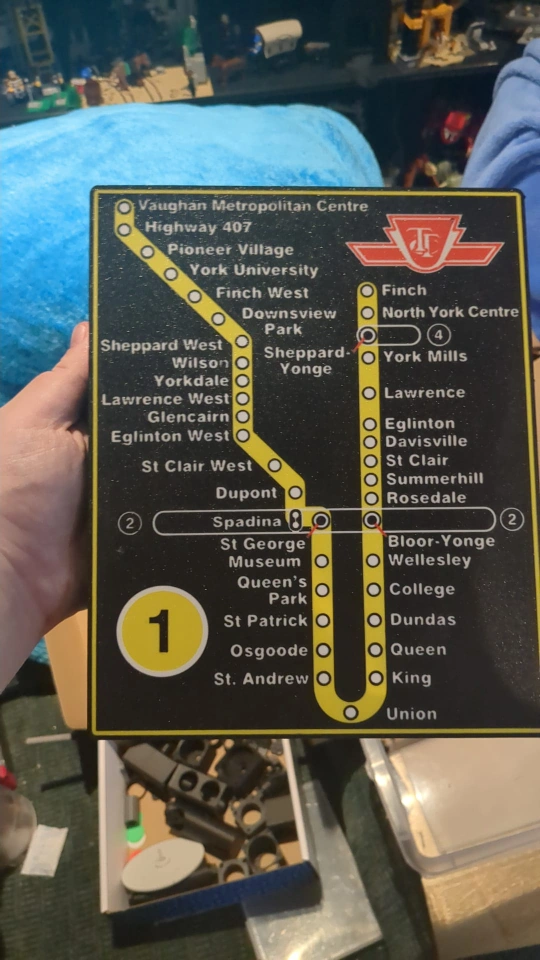 Vaughan Metropolitan Centre
Highway 407
Pioneer Village
York University
Finch West
Downsview
Park
Sheppard West
Wilson
Yorkdale
Lawrence West
Glencairn
Eglinton West
St Clair West
Dupont
2
Spadina
St George
Museum
Queen's
Park
St Patrick
Osgoode
St. Andrew
1
TTC
Finch
North York Centre
4
Sheppard-
Yonge
York Mills
Lawrence
Eglinton
Davisville
St Clair
Summerhill
Rosedale
2
Bloor-Yonge
Wellesley
College
Dundas
Queen
King
Union